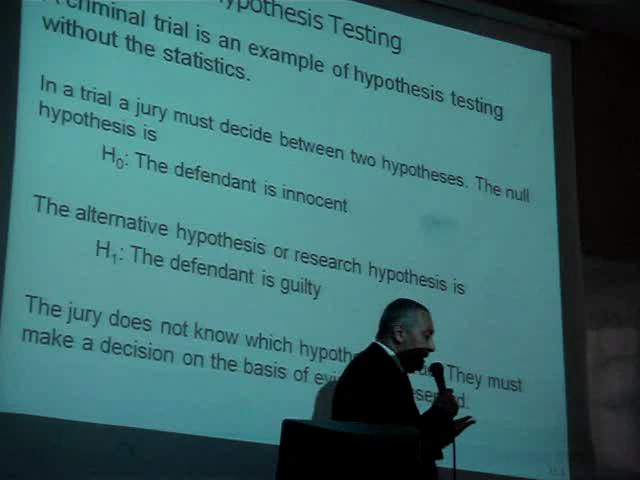 Hypothesis Testing
criminal trial is an example of hypothesis testing
without the statistics.
In a trial a jury must decide between two hypotheses. The null
hypothesis is
H0: The defendant is innocent
The alternative hypothesis or research hypothesis is
H1: The defendant is guilty
The jury does not know which They must
make a decision on the basis of